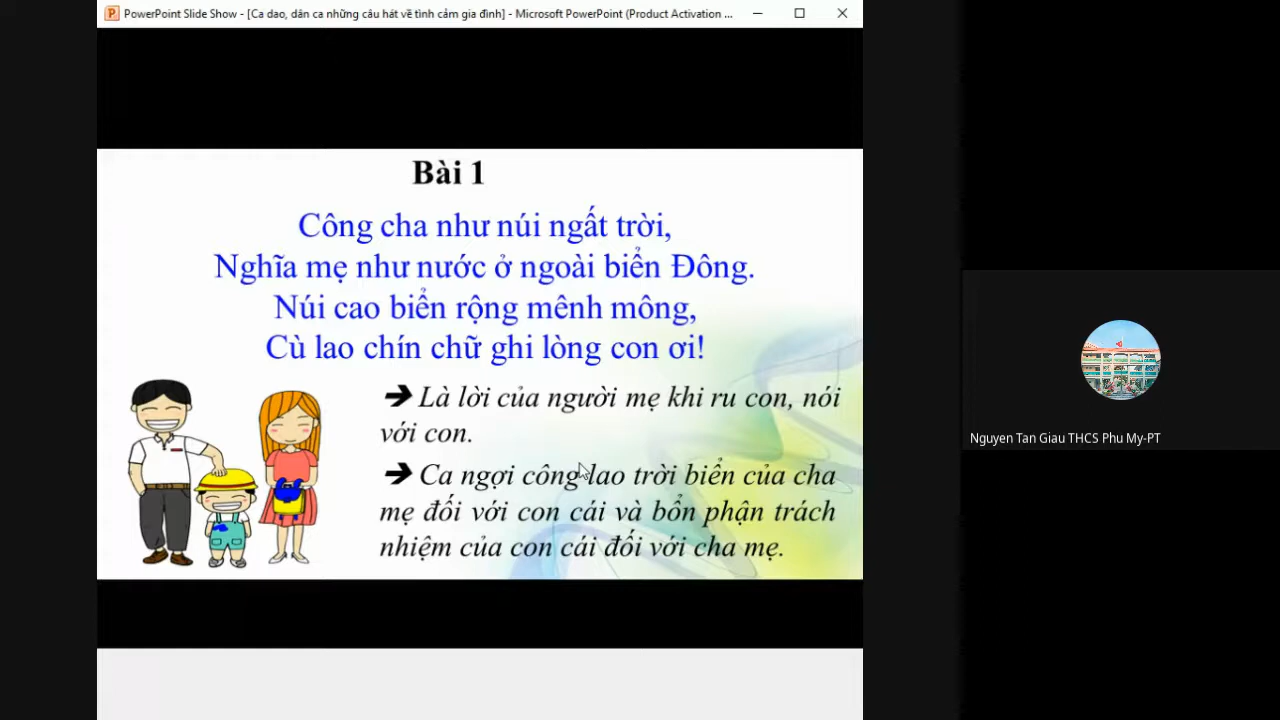 PowerPoint Slide Show - [Ca dao, dân ca những câu hát về tình cảm gia đình] - Microsoft PowerPoint (Product Activation ...
Bài 1
Công cha như núi ngất trời,
Nghĩa mẹ như nước ở ngoài biển Đông.
Núi cao biển rộng mênh mông,
Cù lao chín chữ ghi lòng con ơi!
➔ Là lời của người mẹ khi ru con, nói
với con.
➔ Ca ngợi công lao trời biển của cha
mẹ đối với con cái và bổn phận trách
nhiệm của con cái đối với cha mẹ.
Nguyen Tan Giau THCS Phu My-PT